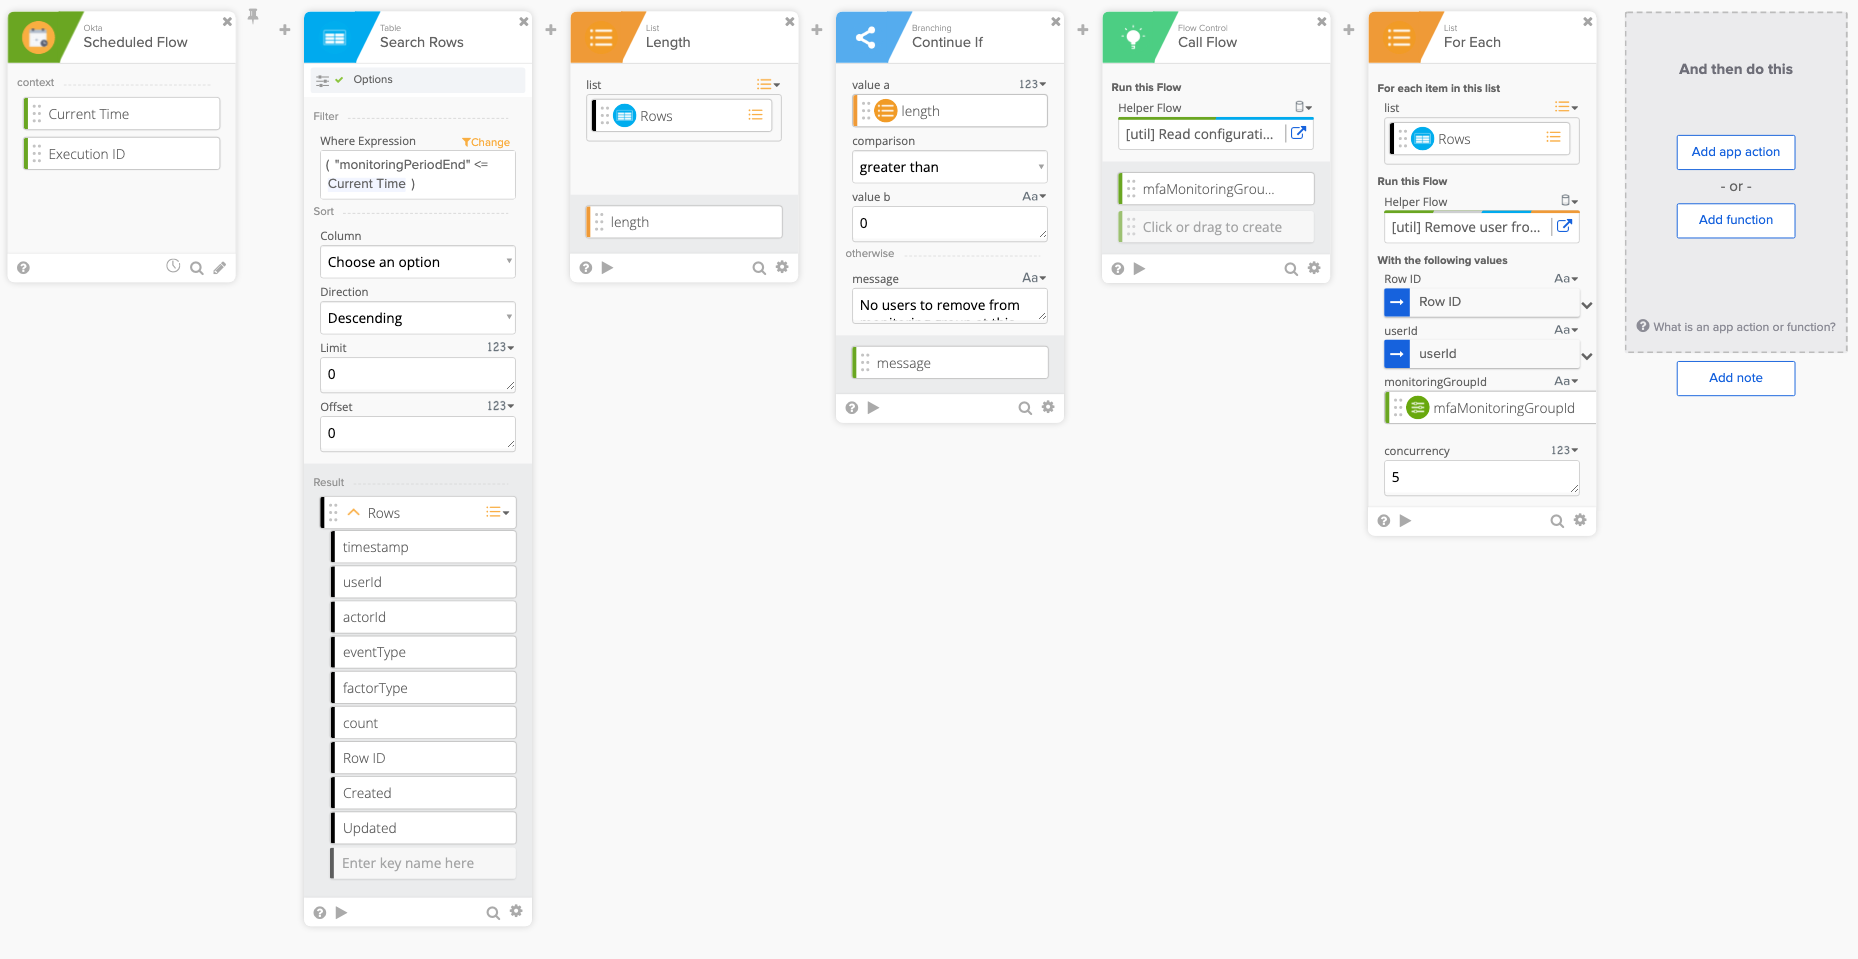 Okta
Scheduled Flow
context
Current Time
Execution ID
Table
Search Rows
Options
Filter
Where Expression
Change
( "monitoringPeriodEnd" <=
Current Time )
Sort
Column
Choose an option
Direction
Descending
Limit
123
0
Offset
123
0
Result
Rows
timestamp
userId
actorId
eventType
factorType
count
Row ID
Created
Updated
Enter key name here
List
Length
list
Rows
length
Branching
Continue If
value a
123
length
comparison
greater than
value b
Aa
0
otherwise
message
Aa
No users to remove from
message
Flow Control
Call Flow
Run this Flow
Helper Flow
[util] Read configurati...
mfaMonitoringGrou...
Click or drag to create
List
For Each
For each item in this list
list
Rows
Run this Flow
Helper Flow
[util] Remove user fro...
With the following values
Row ID
Aa
Row ID
userId
Aa
userId
monitoringGroupId
Aa
mfaMonitoringGroupId
concurrency
123
5
And then do this
Add app action
- or -
Add function
What is an app action or function?
Add note